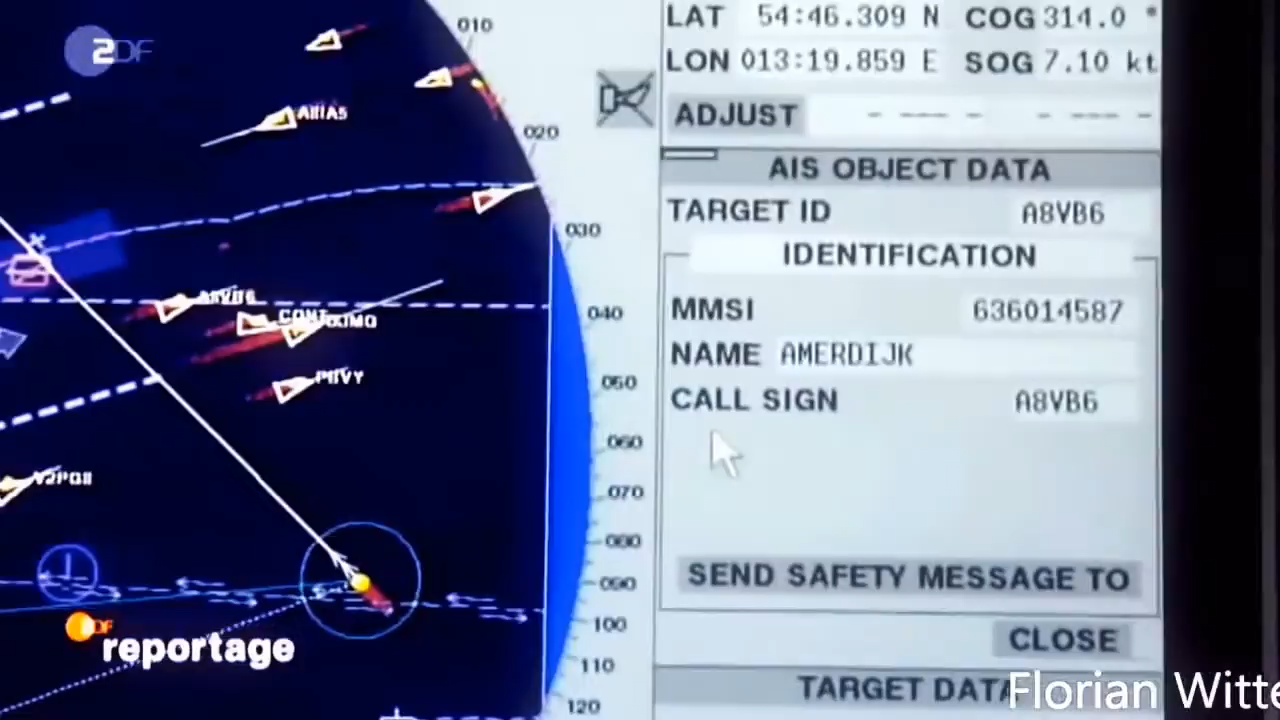 2DF
010
020
030
040
050
060
070
080
090
100
110
120
PHVY
LAT 54:46.309 N COG 314.0 °
LON 013:19.859 E SOG 7.10 kt
ADJUST - --- - - --- -
AIS OBJECT DATA
TARGET ID A8VB6
IDENTIFICATION
MMSI 636014587
NAME AMERDIJK
CALL SIGN A8VB6
SEND SAFETY MESSAGE TO
CLOSE
TARGET DATA
reportage
Florian Witte